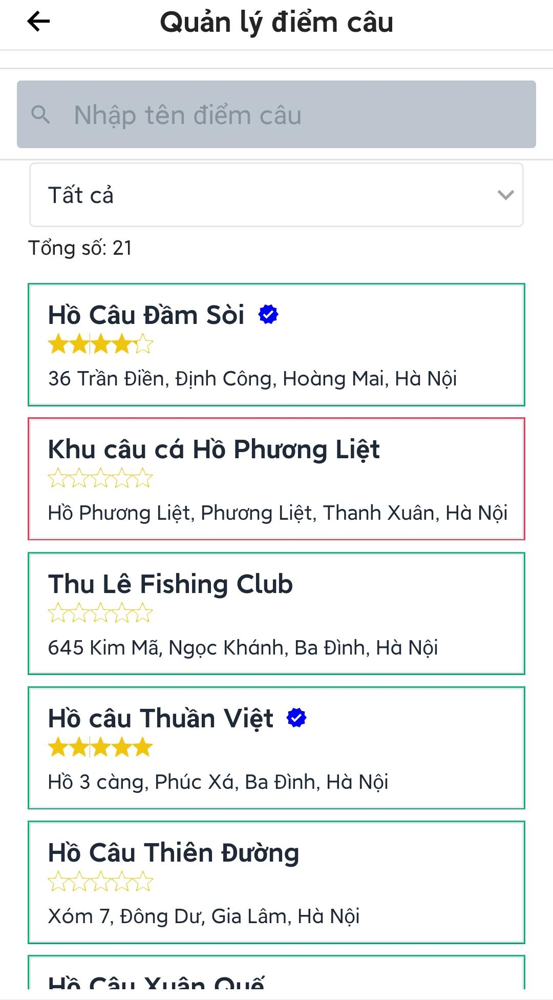 Quản lý điểm câu
Nhập tên điểm câu
Tất cả
Tổng số: 21
Hồ Câu Đầm Sòi
36 Trần Điền, Định Công, Hoàng Mai, Hà Nội
Khu câu cá Hồ Phương Liệt
Hồ Phương Liệt, Phương Liệt, Thanh Xuân, Hà Nội
Thu Lê Fishing Club
645 Kim Mã, Ngọc Khánh, Ba Đình, Hà Nội
Hồ câu Thuần Việt
Hồ 3 càng, Phúc Xá, Ba Đình, Hà Nội
Hồ Câu Thiên Đường
Xóm 7, Đông Dư, Gia Lâm, Hà Nội
Hồ Câu Xuân Quế